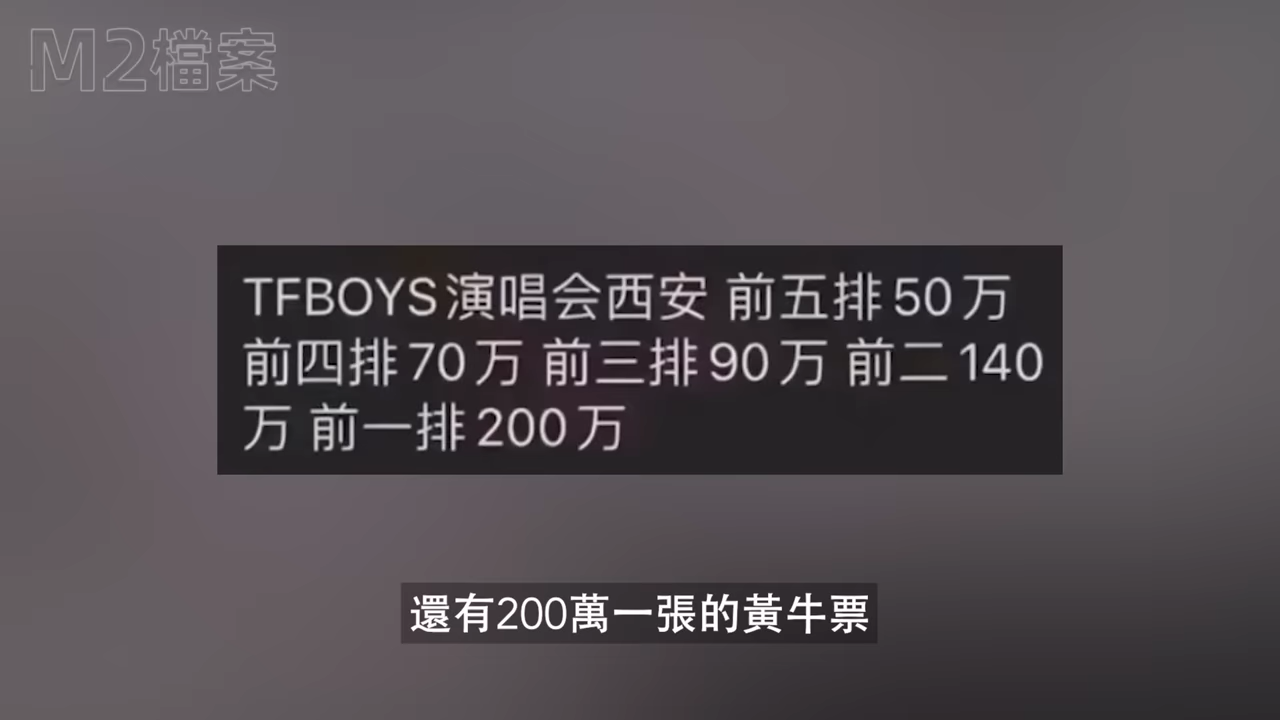 M2檔案
TFBOYS演唱会西安 前五排50万
前四排70万 前三排90万 前二140
万 前一排200万
還有200萬一張的黃牛票